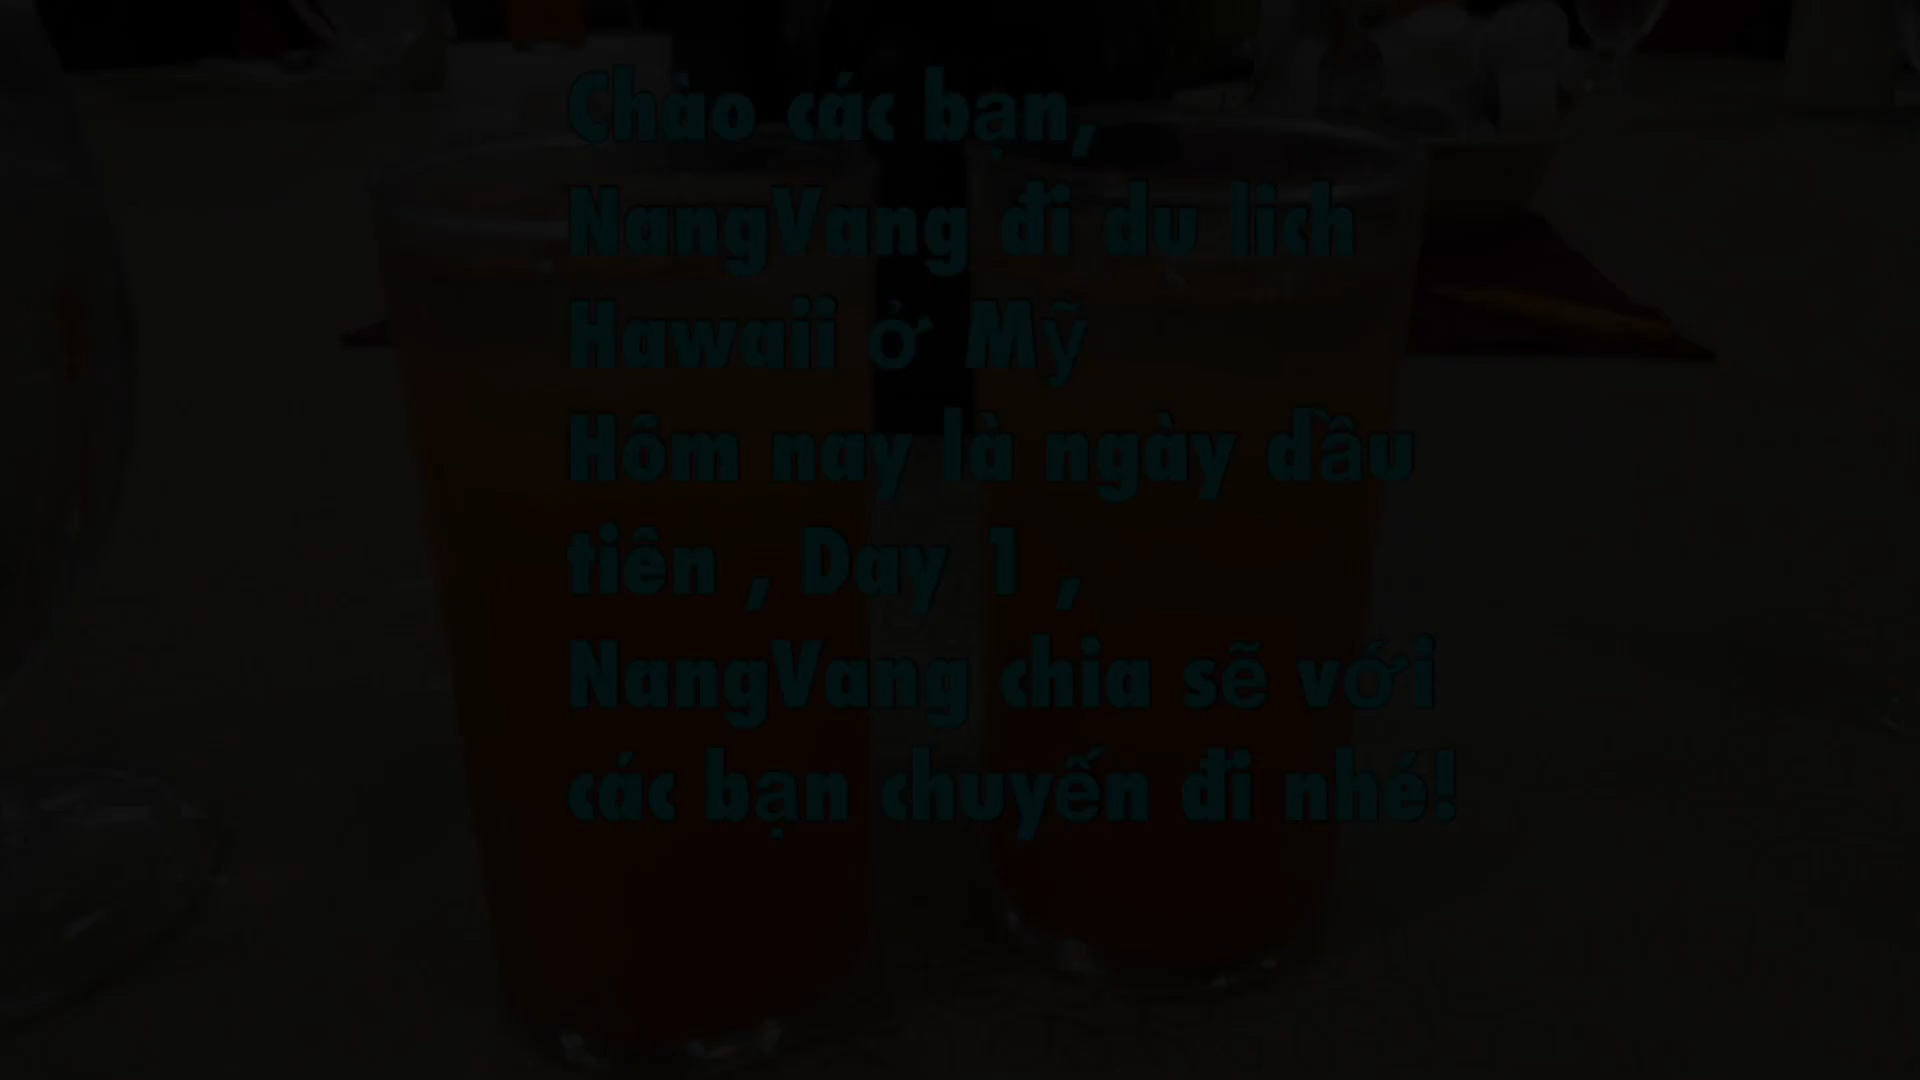 Chào các bạn,
NangVang đi du lich
Hawaii ở Mỹ
Hôm nay là ngày dầu
tiên , Day 1 ,
NangVang chia sẽ với
các bạn chuyến đi nhé!